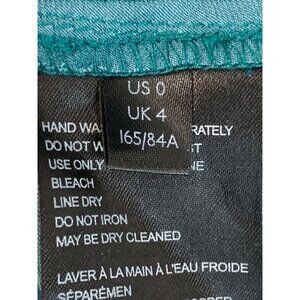 US 0
UK 4
165/84A
HAND
DO NOT
USE ONLY
BLEACH
LINE DRY
DO NOT IRON
MAY BE DRY CLEANED
LAVER À LA MAIN À L'EAU FROIDE